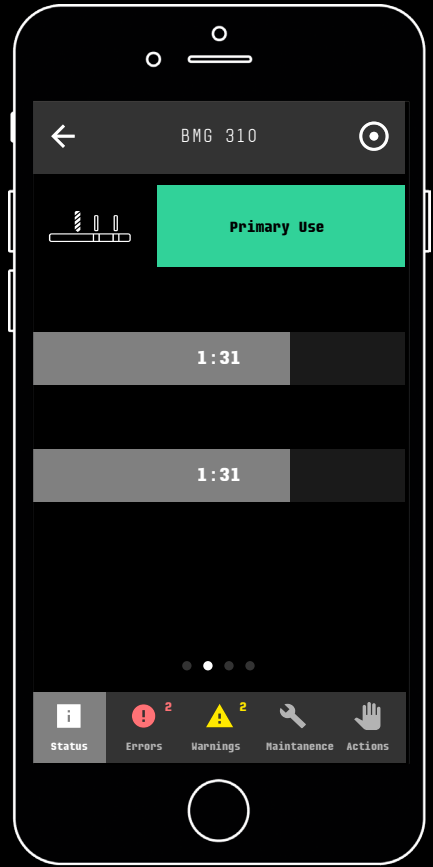 BMG 310
Primary Use
1:31
1:31
2
2
Status
Errors
Warnings
Maintanence
Actions